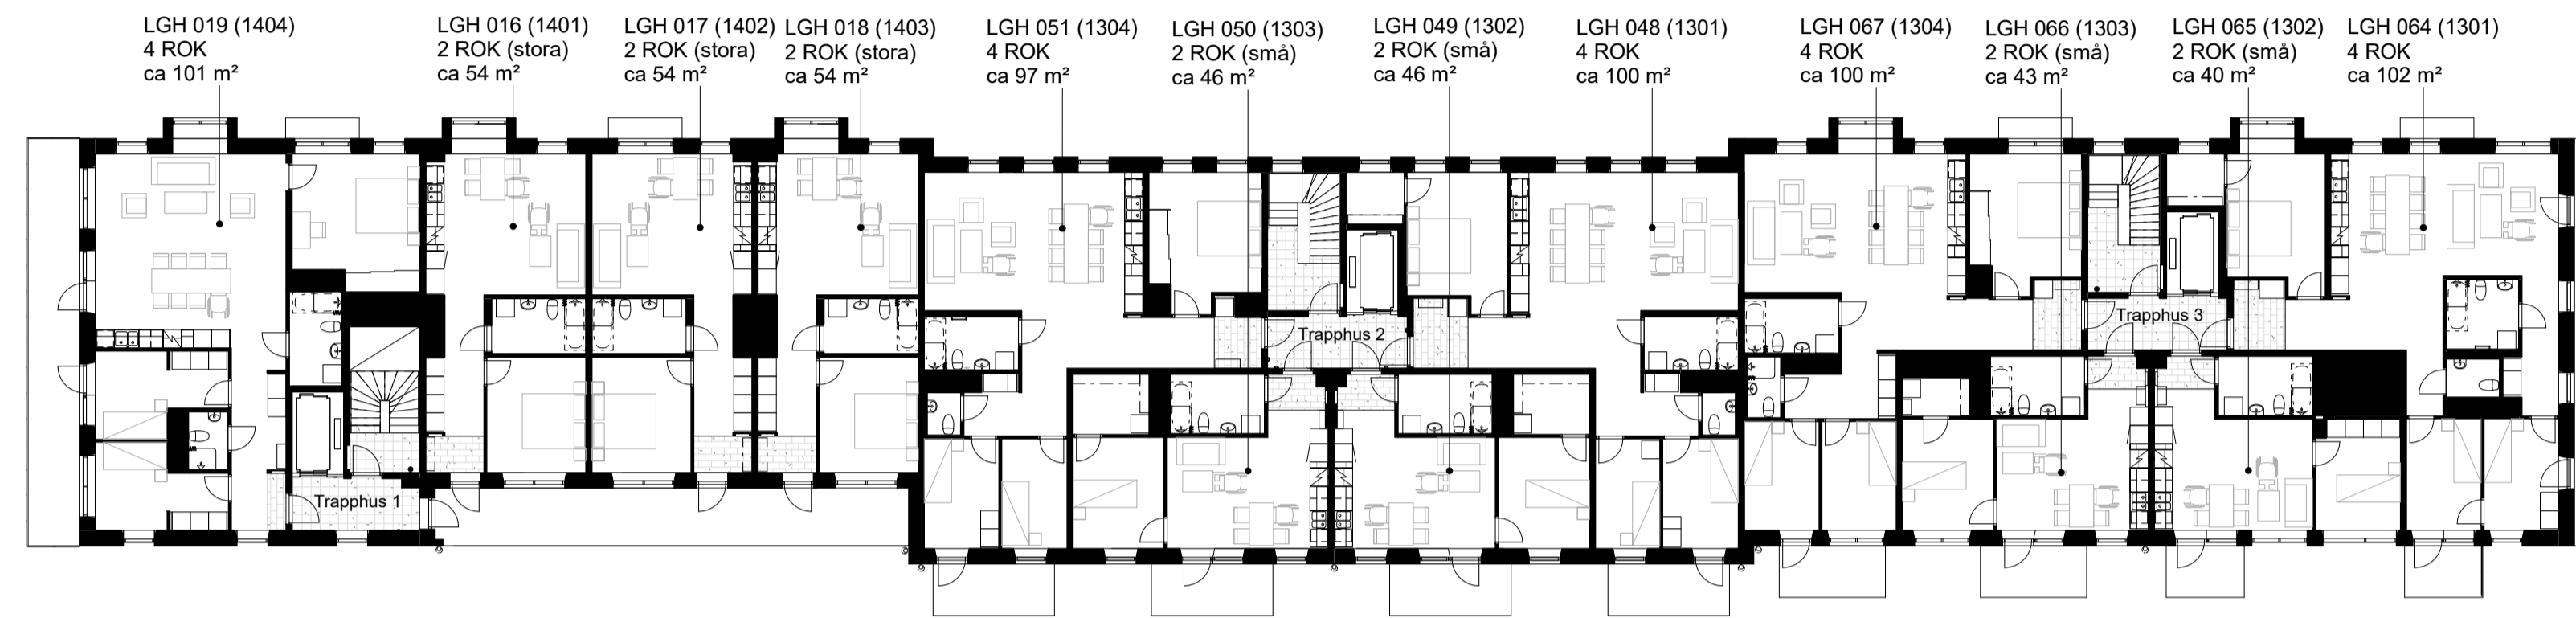 LGH 019 (1404)
4 ROK
ca 101 m²
LGH 016 (1401)
2 ROK (stora)
ca 54 m²
LGH 017 (1402)
2 ROK (stora)
ca 54 m²
LGH 018 (1403)
2 ROK (stora)
ca 54 m²
LGH 051 (1304)
4 ROK
ca 97 m²
LGH 050 (1303)
2 ROK (små)
ca 46 m²
LGH 049 (1302)
2 ROK (små)
ca 46 m²
LGH 048 (1301)
4 ROK
ca 100 m²
LGH 067 (1304)
4 ROK
ca 100 m²
LGH 066 (1303)
2 ROK (små)
ca 43 m²
LGH 065 (1302)
2 ROK (små)
ca 40 m²
LGH 064 (1301)
4 ROK
ca 102 m²
Trapphus 1
Trapphus 2
Trapphus 3